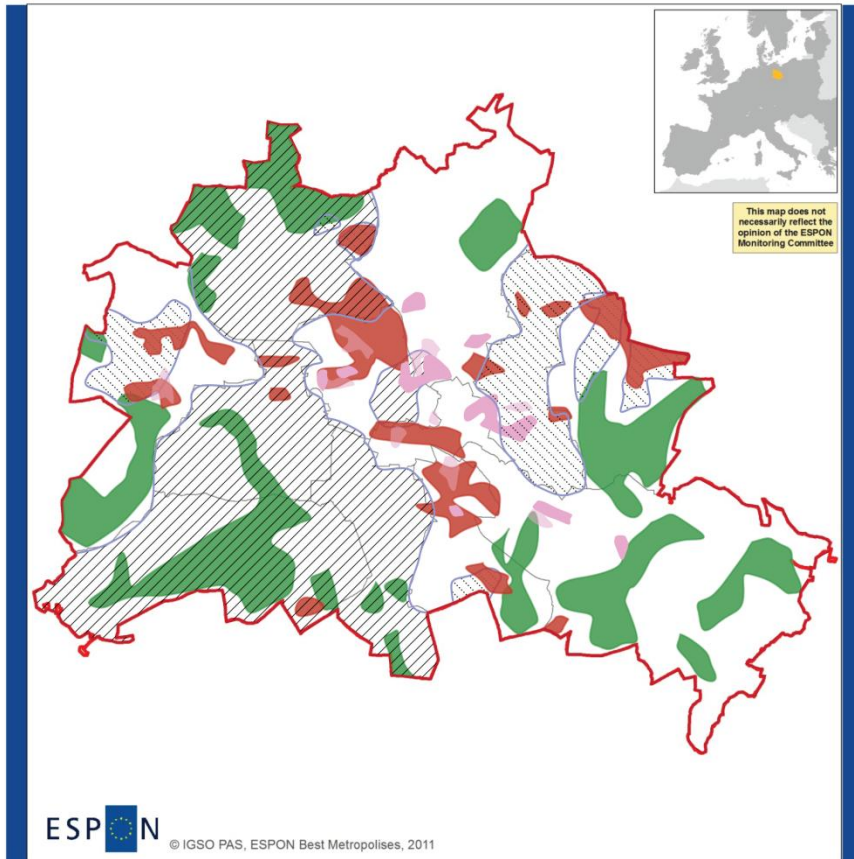 This map does not
necessarily reflect the
opinion of the ESPON
Monitoring Committee
ESPON
© IGSO PAS, ESPON Best Metropolises, 2011